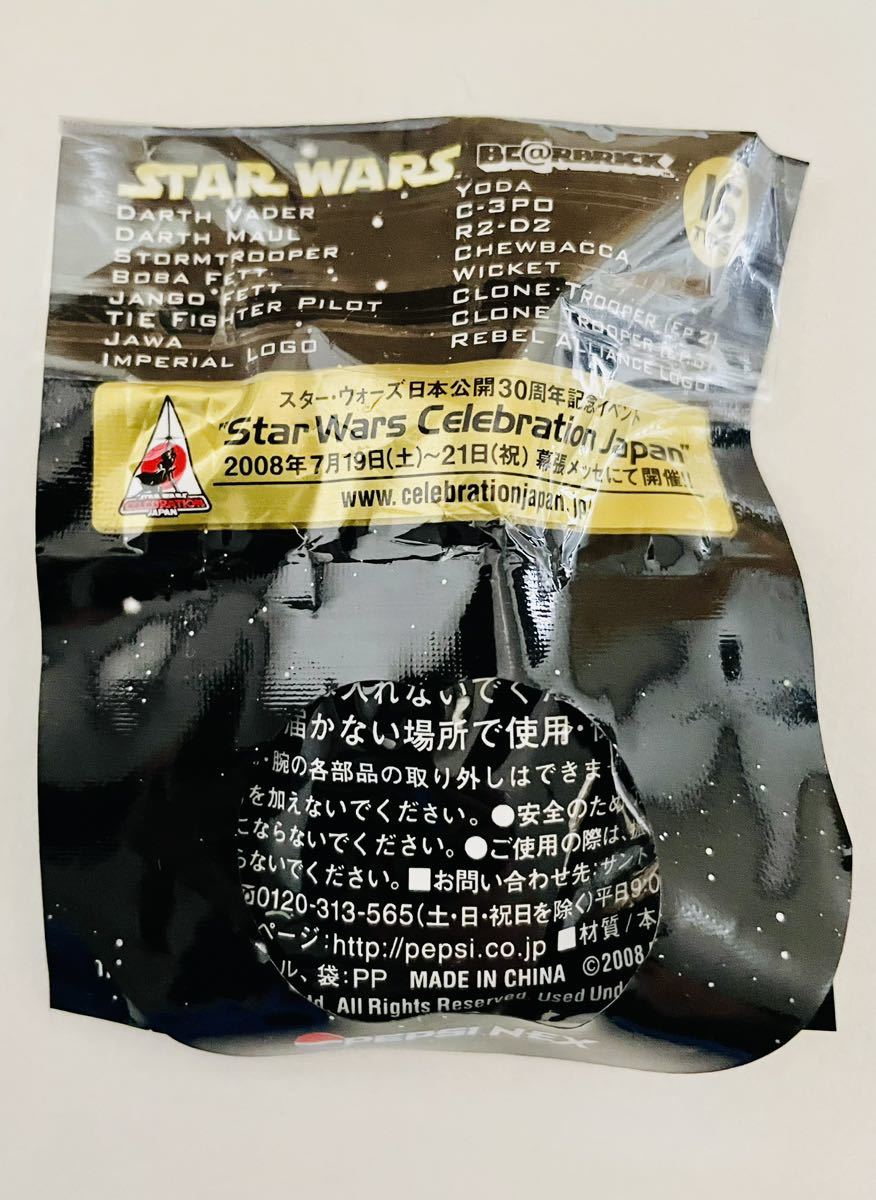 STAR WARS
BE@RBRICK
DARTH VADER
DARTH MAUL
STORMTROOPER
BOBA FETT
JANGO FETT
TIE FIGHTER PILOT
JAWA
IMPERIAL LOGO
YODA
C-3PO
R2-D2
CHEWBACCA
WICKET
CLONE TROOPER (EP.2)
CLONE TROOPER
REBEL ALLIANCE LOGO
スター・ウォーズ日本公開30周年記念イベント
"Star Wars Celebration Japan"
2008年7月19日(土)~21日(祝) 幕張メッセにて開催!!
www.celebrationjapan.jp
STAR WARS
CELEBRATION
JAPAN
入れないでく
届かない場所で使用・
・腕の各部品の取り外しはできま
を加えないでください。●安全のため
にならないでください。●ご使用の際は、
らないでください。■お問い合わせ先:サント
0120-313-565(土・日・祝日を除く)平日9:0
ページ:http://pepsi.co.jp ■材質/本
ル、袋:PP MADE IN CHINA ©2008
All Rights Reserved. Used Und
PEPSI NEX